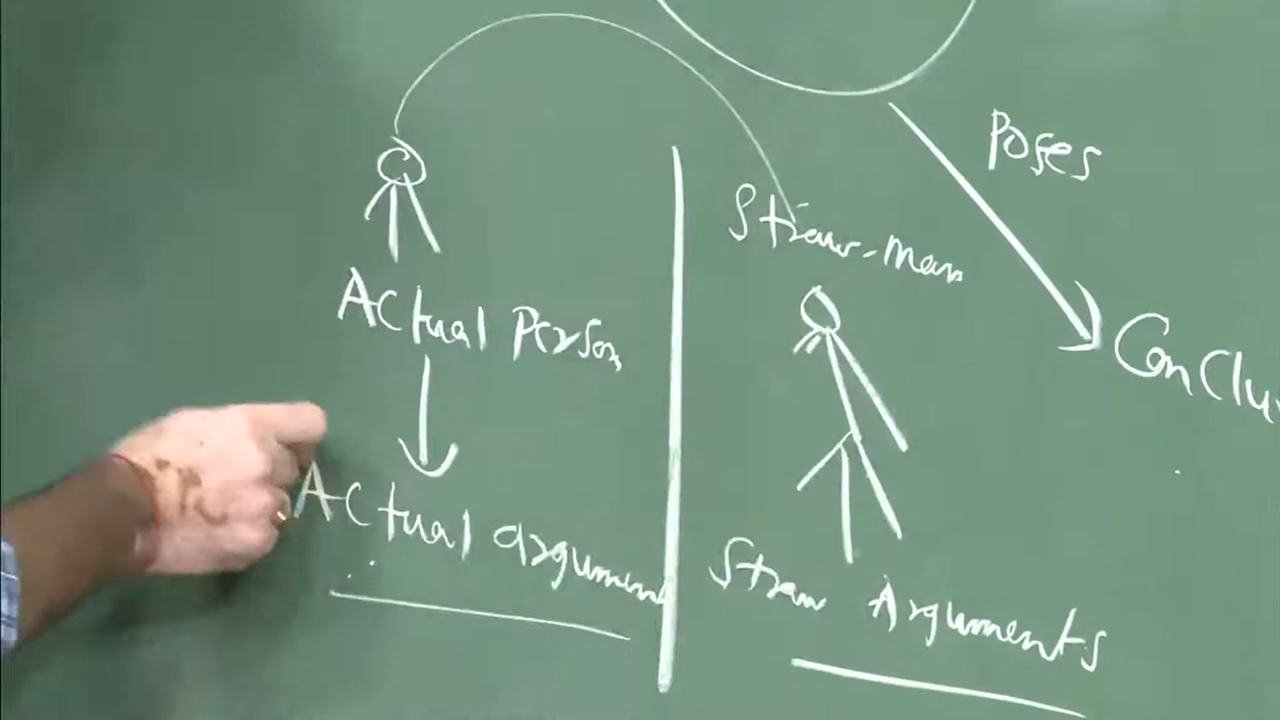 Poses
Straw-man
Actual Person
Conclu
Actual argument
Straw Arguments